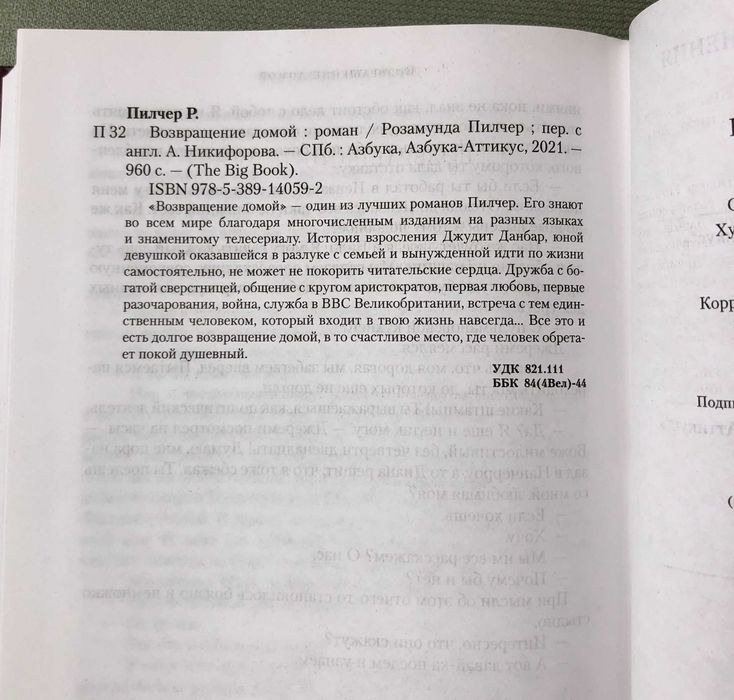 Пилчер Р.
П 32 Возвращение домой : роман / Розамунда Пилчер ; пер. с
англ. А. Никифорова. — СПб. : Азбука, Азбука-Аттикус, 2021. —
960 с. — (The Big Book).
ISBN 978-5-389-14059-2
«Возвращение домой» — один из лучших романов Пилчер. Его знают
во всем мире благодаря многочисленным изданиям на разных языках
и знаменитому телесериалу. История взросления Джудит Данбар, юной
девушкой оказавшейся в разлуке с семьей и вынужденной идти по жизни
самостоятельно, не может не покорить читательские сердца. Дружба с бо-
гатой сверстницей, общение с кругом аристократов, первая любовь, первые
разочарования, война, служба в ВВС Великобритании, встреча с тем един-
ственным человеком, который входит в твою жизнь навсегда... Все это и
есть долгое возвращение домой, в то счастливое место, где человек обрета-
ет покой душевный.
УДК 821.111
ББК 84(4Вел)-44
Ху
Корр
Подпи